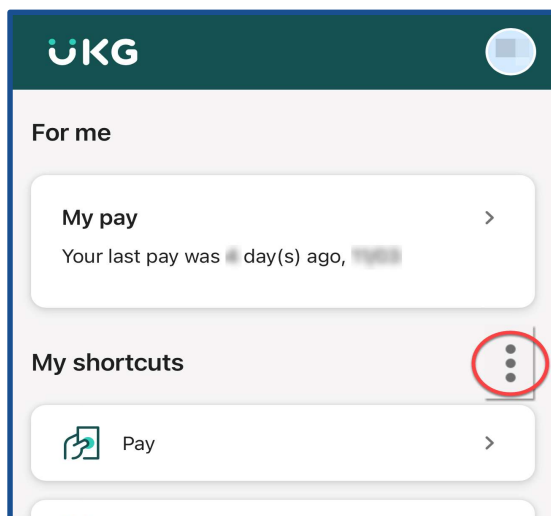 UKG
For me
My pay
Your last pay was day(s) ago,
My shortcuts
Pay